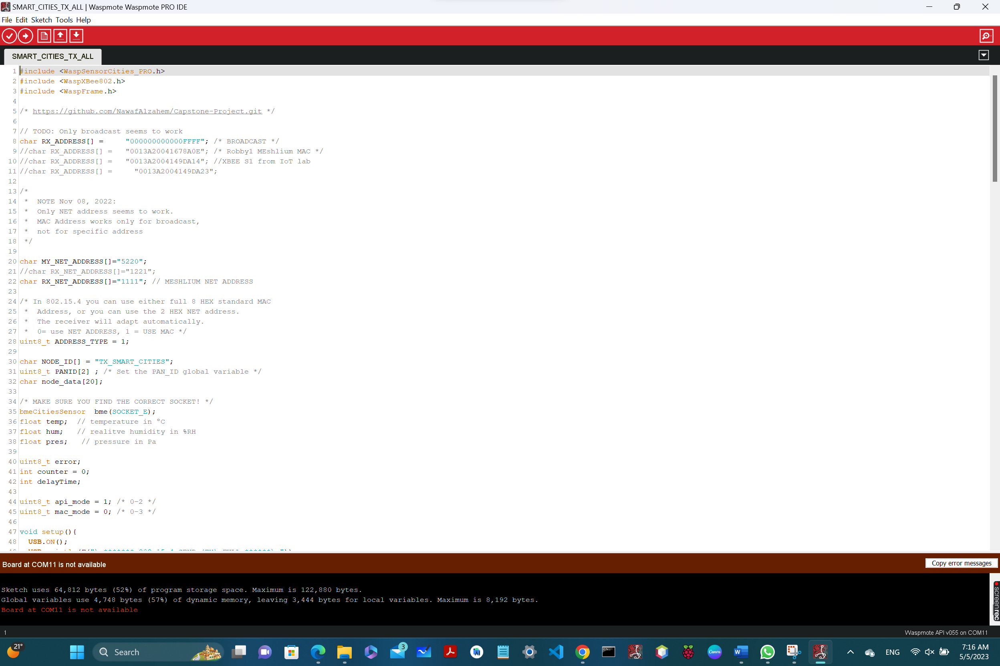 SMART_CITIES_TX_ALL | Waspmote Waspmote PRO IDE
File Edit Sketch Tools Help
SMART_CITIES_TX_ALL
1 #include <WaspSensorCities_PRO.h>
2 #include <WaspXBee802.h>
3 #include <WaspFrame.h>
4
5 /* https://github.com/NawafAlzahem/Capstone-Project.git */
6
7 // TODO: Only broadcast seems to work
8 char RX_ADDRESS[] =     "000000000000FFFF"; /* BROADCAST */
9 //char RX_ADDRESS[] =   "0013A20041678A0E"; /* Robby1 MEshlium MAC */
10 //char RX_ADDRESS[] =   "0013A2004149DA14"; //XBEE S1 from IoT lab
11 //char RX_ADDRESS[] =     "0013A2004149DA23";
12
13 /*
14 *  NOTE Nov 08, 2022:
15 *  Only NET address seems to work.
16 *  MAC Address works only for broadcast,
17 *  not for specific address
18 */
19
20 char MY_NET_ADDRESS[]="5220";
21 //char RX_NET_ADDRESS[]="1221";
22 char RX_NET_ADDRESS[]="1111"; // MESHLIUM NET ADDRESS
23
24 /* In 802.15.4 you can use either full 8 HEX standard MAC
25 *  Address, or you can use the 2 HEX NET address.
26 *  The receiver will adapt automatically.
27 *  0= use NET ADDRESS, 1 = USE MAC */
28 uint8_t ADDRESS_TYPE = 1;
29
30 char NODE_ID[] = "TX_SMART_CITIES";
31 uint8_t PANID[2] ; /* Set the PAN_ID global variable */
32 char node_data[20];
33
34 /* MAKE SURE YOU FIND THE CORRECT SOCKET! */
35 bmeCitiesSensor  bme(SOCKET_E);
36 float temp;  // temperature in ºC
37 float hum;   // realitve humidity in %RH
38 float pres;   // pressure in Pa
39
40 uint8_t error;
41 int counter = 0;
42 int delayTime;
43
44 uint8_t api_mode = 1; /* 0-2 */
45 uint8_t mac_mode = 0; /* 0-3 */
46
47 void setup(){
48   USB.ON();
Board at COM11 is not available
Copy error messages
Sketch uses 64,812 bytes (52%) of program storage space. Maximum is 122,880 bytes.
Global variables use 4,748 bytes (57%) of dynamic memory, leaving 3,444 bytes for local variables. Maximum is 8,192 bytes.
Board at COM11 is not available
screenrec
1
Waspmote API v055 on COM11
21°
Search
3
Canva
W
ENG
7:16 AM
5/5/2023